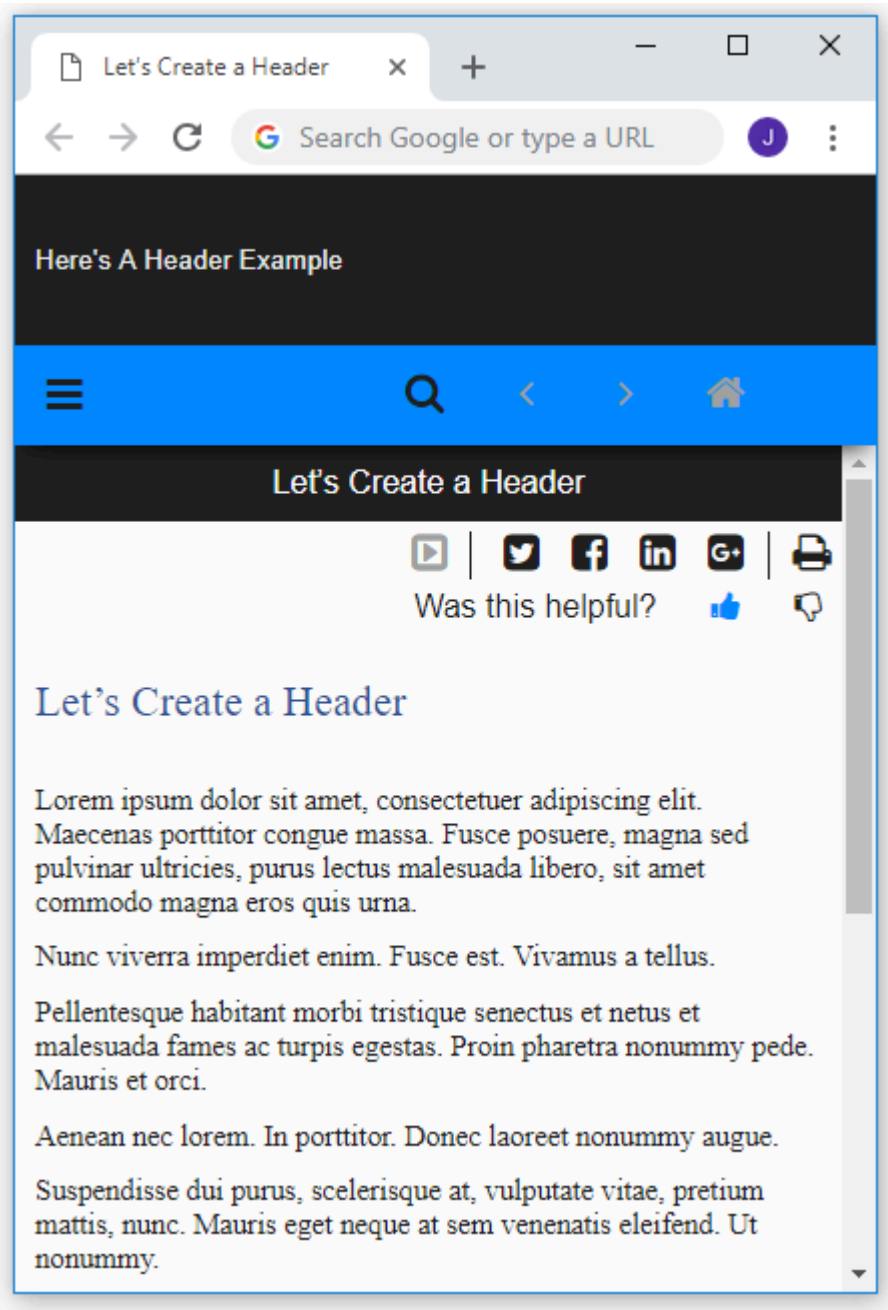 Let's Create a Header
Search Google or type a URL
J
Here's A Header Example
Let's Create a Header
in
G+
Was this helpful?
Let’s Create a Header
Lorem ipsum dolor sit amet, consectetuer adipiscing elit.
Maecenas porttitor congue massa. Fusce posuere, magna sed
pulvinar ultricies, purus lectus malesuada libero, sit amet
commodo magna eros quis urna.
Nunc viverra imperdiet enim. Fusce est. Vivamus a tellus.
Pellentesque habitant morbi tristique senectus et netus et
malesuada fames ac turpis egestas. Proin pharetra nonummy pede.
Mauris et orci.
Aenean nec lorem. In porttitor. Donec laoreet nonummy augue.
Suspendisse dui purus, scelerisque at, vulputate vitae, pretium
mattis, nunc. Mauris eget neque at sem venenatis eleifend. Ut
nonummy.